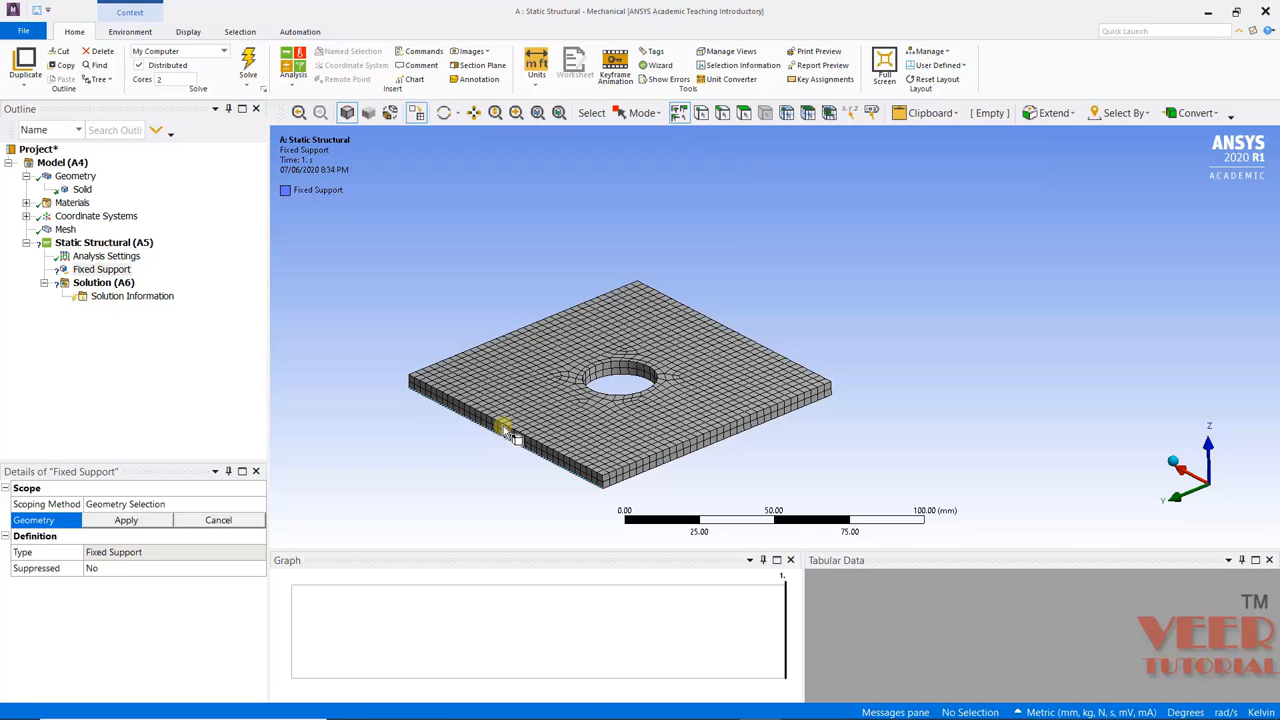 Context
A : Static Structural - Mechanical [ANSYS Academic Teaching Introductory]
File Home Environment Display Selection Automation
Quick Launch
Duplicate
Cut Delete
Copy Find
Paste Tree
Outline
My Computer
Distributed
Cores 2
Solve
Solve
Analysis
Named Selection Commands Images
Coordinate System Comment Section Plane
Remote Point Chart Annotation
Insert
Units
Worksheet
Keyframe Animation
Tags Manage Views Print Preview
Wizard Selection Information Report Preview
Show Errors Unit Converter Key Assignments
Tools
Full Screen
Manage
User Defined
Reset Layout
Layout
Outline
Name Search Outli
Project*
Model (A4)
Geometry
Solid
Materials
Coordinate Systems
Mesh
Static Structural (A5)
Analysis Settings
Fixed Support
Solution (A6)
Solution Information
Select Mode Clipboard [ Empty ] Extend Select By Convert
A: Static Structural
Fixed Support
Time: 1. s
07/06/2020 8:34 PM
Fixed Support
ANSYS
2020 R1
ACADEMIC
Z
Y
0.00 50.00 100.00 (mm)
25.00 75.00
Details of "Fixed Support"
Scope
Scoping Method Geometry Selection
Geometry Apply Cancel
Definition
Type Fixed Support
Suppressed No
Graph
1.
Tabular Data
TM
VEER
TUTORIAL
Messages pane No Selection Metric (mm, kg, N, s, mV, mA) Degrees rad/s Kelvin